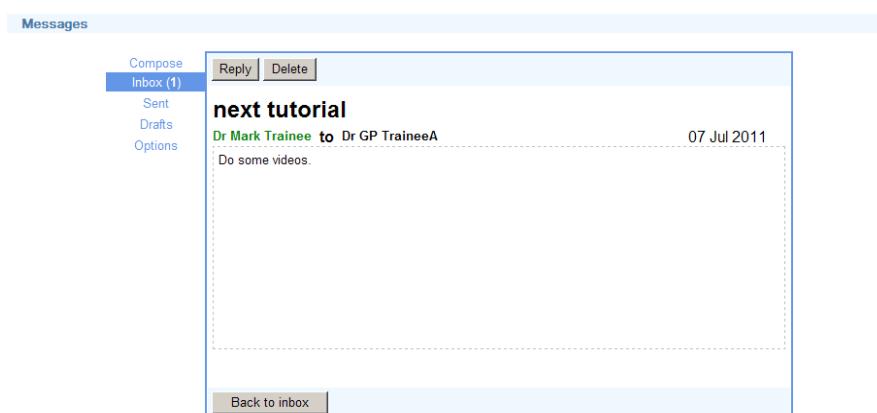 Messages
Compose
Inbox (1)
Sent
Drafts
Options
Reply Delete
next tutorial
Dr Mark Trainee to Dr GP TraineeA 07 Jul 2011
Do some videos.
Back to inbox